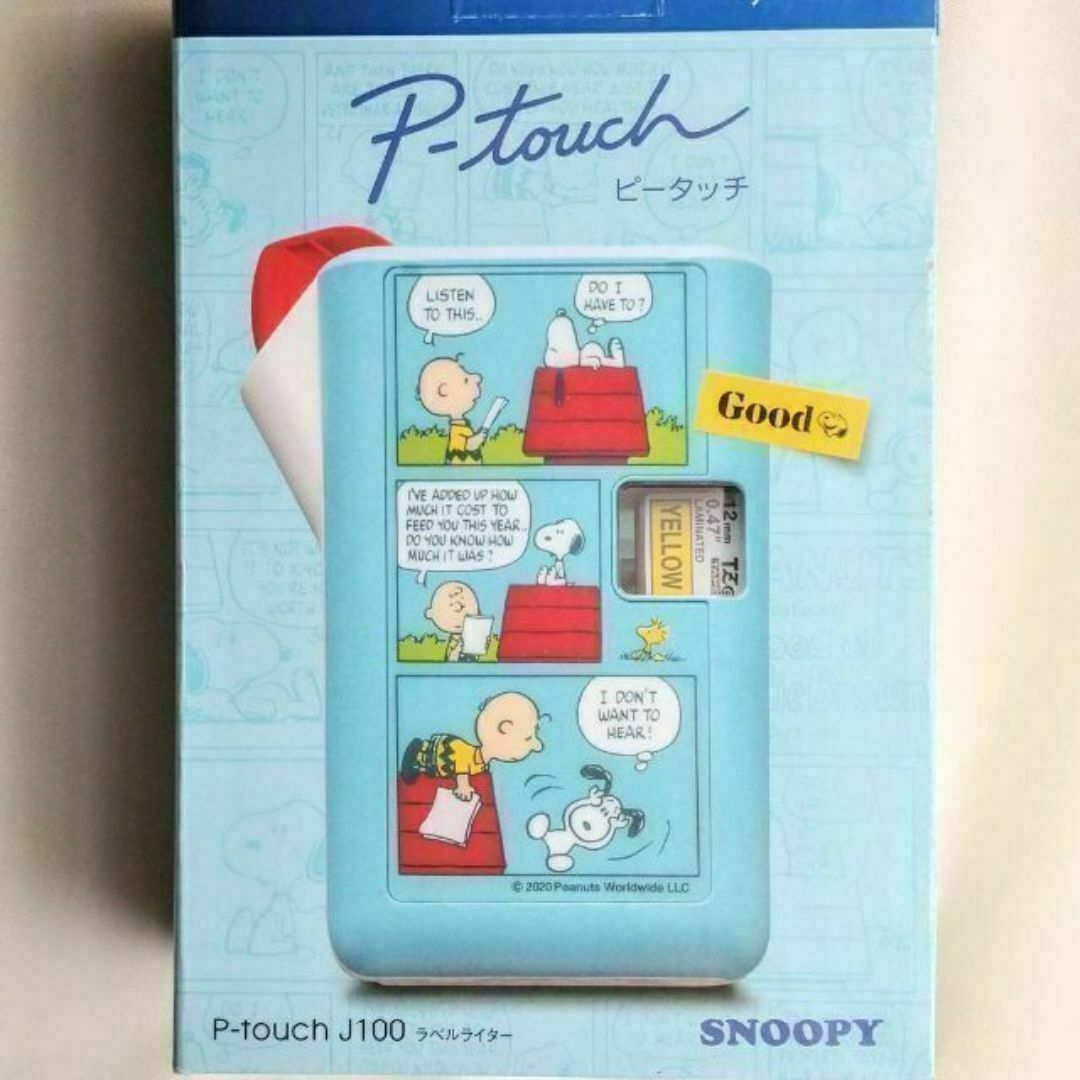 P-touch
ピータッチ
LISTEN
TO THIS..
DO I
HAVE TO?
Good
I'VE ADDED UP HOW
MUCH IT COST TO
FEED YOU THIS YEAR..
DO YOU KNOW HOW
MUCH IT WAS?
12mm
0.47"
LAMINATED
YELLOW
TZe
I DON'T
WANT TO
HEAR!
© 2020 Peanuts Worldwide LLC
P-touch J100 ラベルライター
SNOOPY